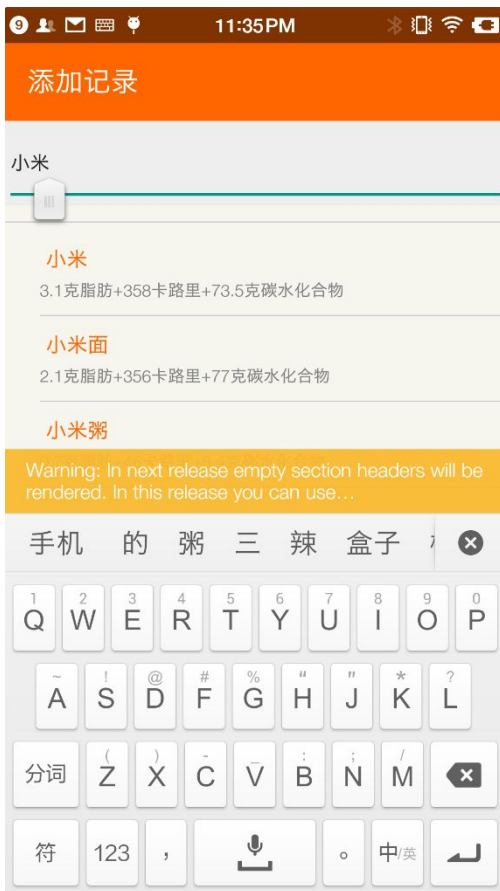 9 11:35PM
添加记录
小米
小米
3.1克脂肪+358卡路里+73.5克碳水化合物
小米面
2.1克脂肪+356卡路里+77克碳水化合物
小米粥
Warning: In next release empty section headers will be
rendered. In this release you can use…
手机 的 粥 三 辣 盒子
1 2 3 4 5 6 7 8 9 0
Q W E R T Y U I O P
~ ! @ # % “ ” * ?
A S D F G H J K L
( ) - _ : ; /
分词 Z X C V B N M
符 123 , 。 中/英